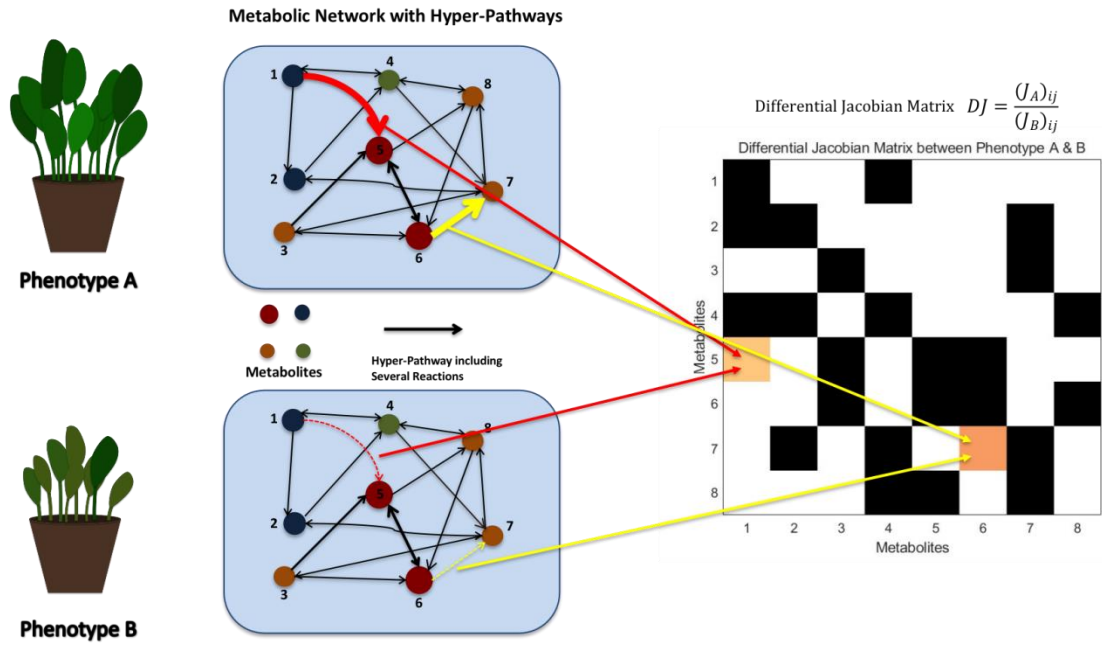 Metabolic Network with Hyper-Pathways
1
4
8
5
2
7
3
6
Phenotype A
Metabolites
Hyper-Pathway including
Several Reactions
1
4
8
5
2
7
3
6
Phenotype B
Differential Jacobian Matrix DJ = (J_A)ij / (J_B)ij
Differential Jacobian Matrix between Phenotype A & B
Metabolites
1
2
3
4
5
6
7
8
1 2 3 4 5 6 7 8
Metabolites